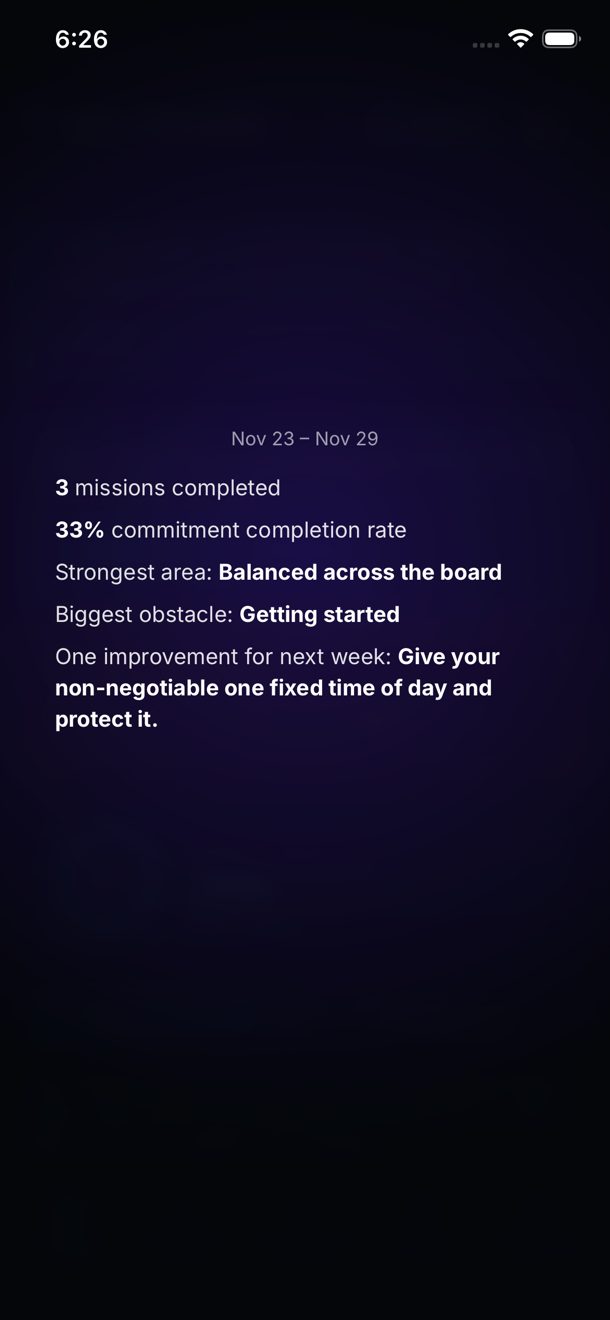 6:26
Nov 23 – Nov 29
3 missions completed
33% commitment completion rate
Strongest area: Balanced across the board
Biggest obstacle: Getting started
One improvement for next week: Give your
non-negotiable one fixed time of day and
protect it.